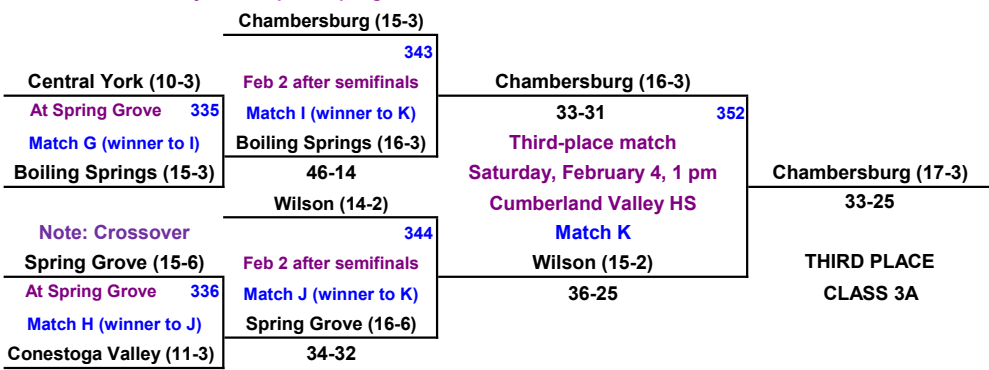 Chambersburg (15-3)
343
Central York (10-3)
Feb 2 after semifinals
Chambersburg (16-3)
At Spring Grove 335
Match I (winner to K)
33-31 352
Match G (winner to I)
Boiling Springs (16-3)
Third-place match
Boiling Springs (15-3)
46-14
Saturday, February 4, 1 pm
Chambersburg (17-3)
Wilson (14-2)
Cumberland Valley HS
33-25
Note: Crossover
344
Match K
Spring Grove (15-6)
Feb 2 after semifinals
Wilson (15-2)
THIRD PLACE
At Spring Grove 336
Match J (winner to K)
36-25
CLASS 3A
Match H (winner to J)
Spring Grove (16-6)
Conestoga Valley (11-3)
34-32